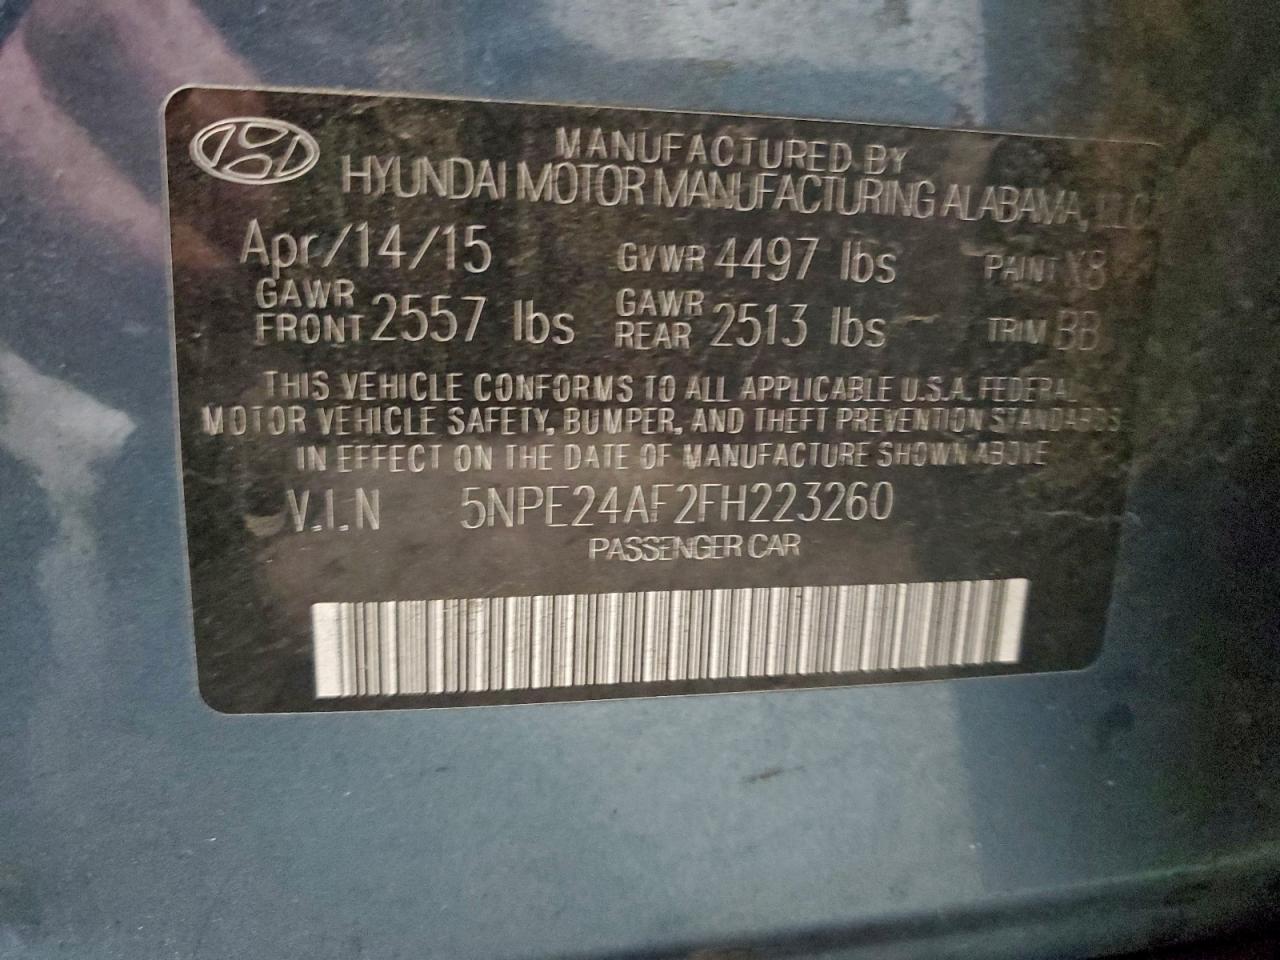 MANUFACTURED BY
HYUNDAI MOTOR MANUFACTURING ALABAMA, LLC
Apr/14/15 GVWR 4497 lbs PAINT X8
GAWR FRONT 2557 lbs GAWR REAR 2513 lbs TRIM BB
THIS VEHICLE CONFORMS TO ALL APPLICABLE U.S.A. FEDERAL
MOTOR VEHICLE SAFETY, BUMPER, AND THEFT PREVENTION STANDARDS
IN EFFECT ON THE DATE OF MANUFACTURE SHOWN ABOVE
V.I.N 5NPE24AF2FH223260
PASSENGER CAR